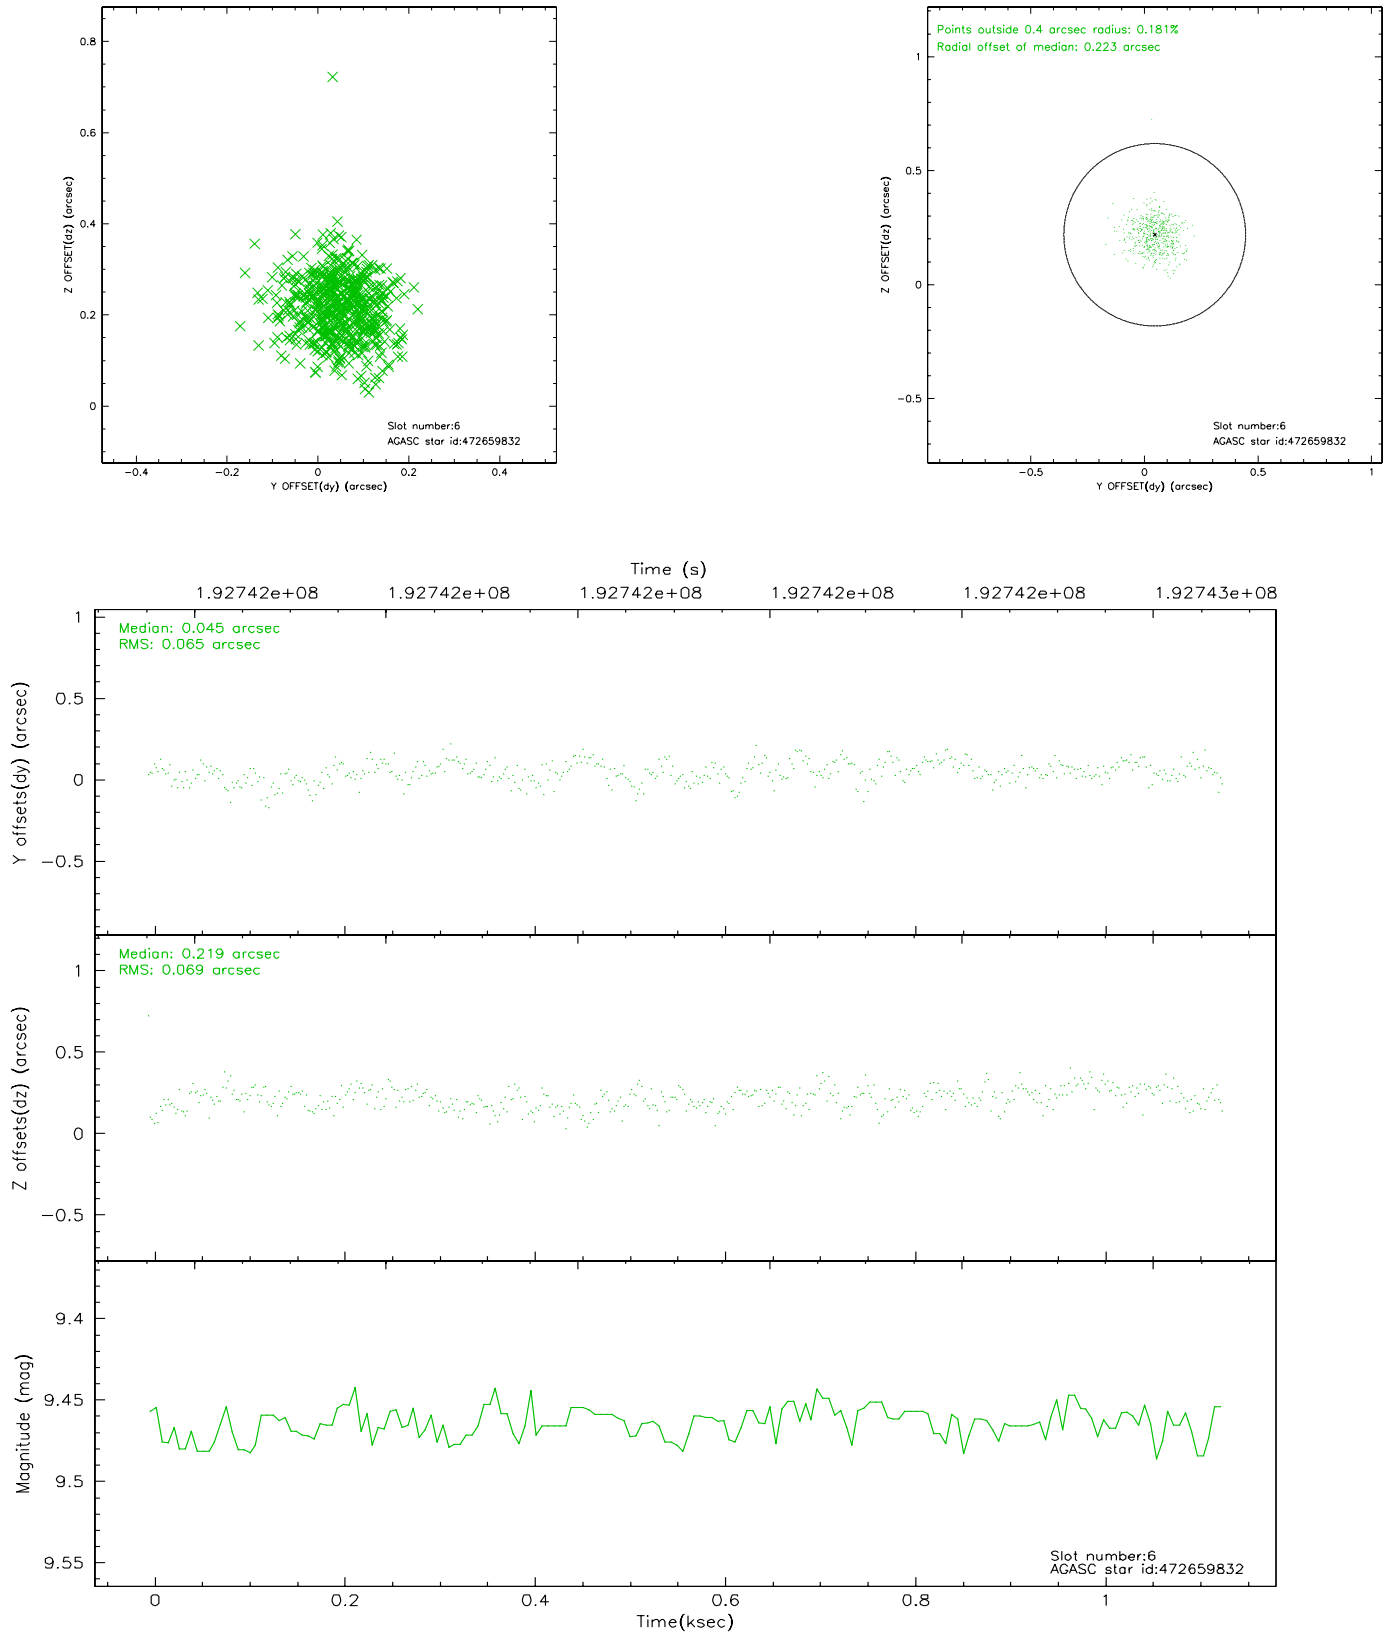 0.8
0.6
0.4
0.2
0
Z OFFSET(dz) (arcsec)
Slot number:6
AGASC star id:472659832
−0.4 −0.2 0 0.2 0.4
Y OFFSET(dy) (arcsec)
Points outside 0.4 arcsec radius: 0.181%
Radial offset of median: 0.223 arcsec
1
0.5
0
−0.5
Z OFFSET(dz) (arcsec)
Slot number:6
AGASC star id:472659832
−0.5 0 0.5 1
Y OFFSET(dy) (arcsec)
Time (s)
1.92742e+08 1.92742e+08 1.92742e+08 1.92742e+08 1.92742e+08 1.92743e+08
Median: 0.045 arcsec
RMS: 0.065 arcsec
1
0.5
0
−0.5
Y offsets(dy) (arcsec)
Median: 0.219 arcsec
RMS: 0.069 arcsec
1
0.5
0
−0.5
Z offsets(dz) (arcsec)
9.4
9.45
9.5
9.55
Magnitude (mag)
Slot number:6
AGASC star id:472659832
0 0.2 0.4 0.6 0.8 1
Time(ksec)